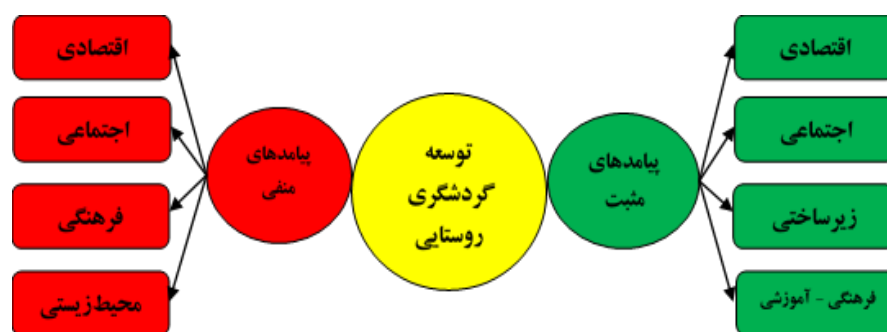 اقتصادی
اجتماعی
زیرساختی
فرهنگی - آموزشی
پیامدهای
مثبت
توسعه
گردشگری
روستایی
پیامدهای
منفی
اقتصادی
اجتماعی
فرهنگی
محیط‌زیستی